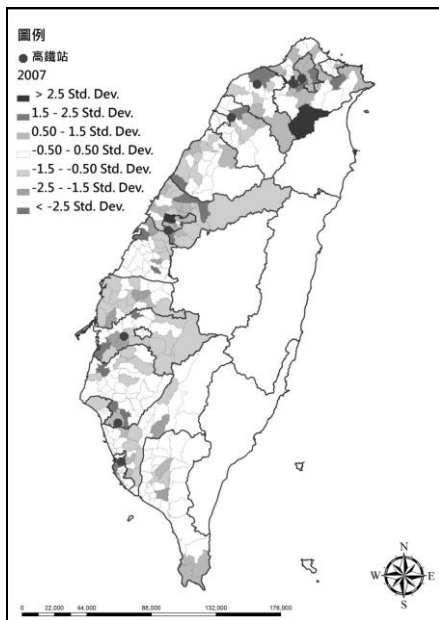 圖例
高鐵站
2007
> 2.5 Std. Dev.
1.5 - 2.5 Std. Dev.
0.50 - 1.5 Std. Dev.
-0.50 - 0.50 Std. Dev.
-1.5 - -0.50 Std. Dev.
-2.5 - -1.5 Std. Dev.
< -2.5 Std. Dev.
N
W E
S
0 22,000 44,000 88,000 132,000 176,000